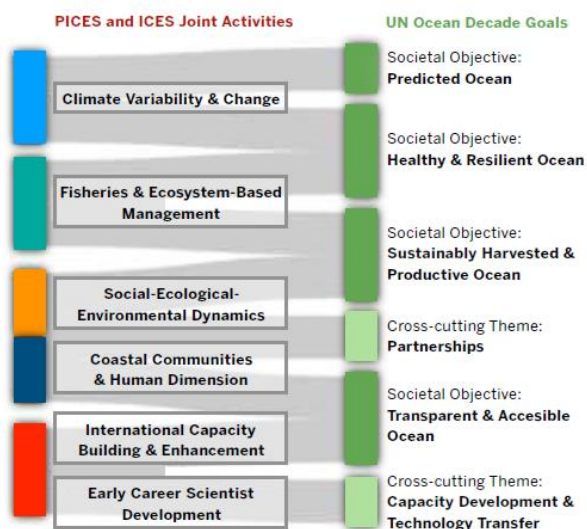 PICES and ICES Joint Activities
UN Ocean Decade Goals
Climate Variability & Change
Fisheries & Ecosystem-Based
Management
Social-Ecological-
Environmental Dynamics
Coastal Communities
& Human Dimension
International Capacity
Building & Enhancement
Early Career Scientist
Development
Societal Objective:
Predicted Ocean
Societal Objective:
Healthy & Resilient Ocean
Societal Objective:
Sustainably Harvested &
Productive Ocean
Cross-cutting Theme:
Partnerships
Societal Objective:
Transparent & Accesible
Ocean
Cross-cutting Theme:
Capacity Development &
Technology Transfer